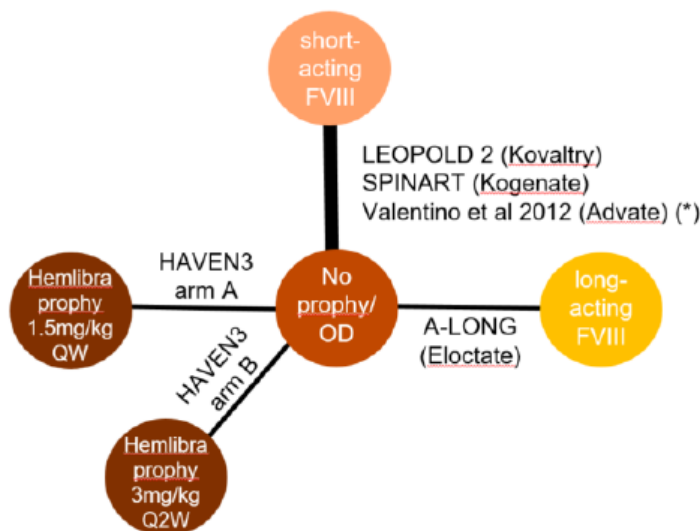 short-
acting
FVIII
LEOPOLD 2 (Kovaltry)
SPINART (Kogenate)
Valentino et al 2012 (Advate) (*)
Hemlibra
prophy
1.5mg/kg
QW
HAVEN3
arm A
No
prophy/
OD
A-LONG
(Eloctate)
long-
acting
FVIII
HAVEN3
arm B
Hemlibra
prophy
3mg/kg
Q2W